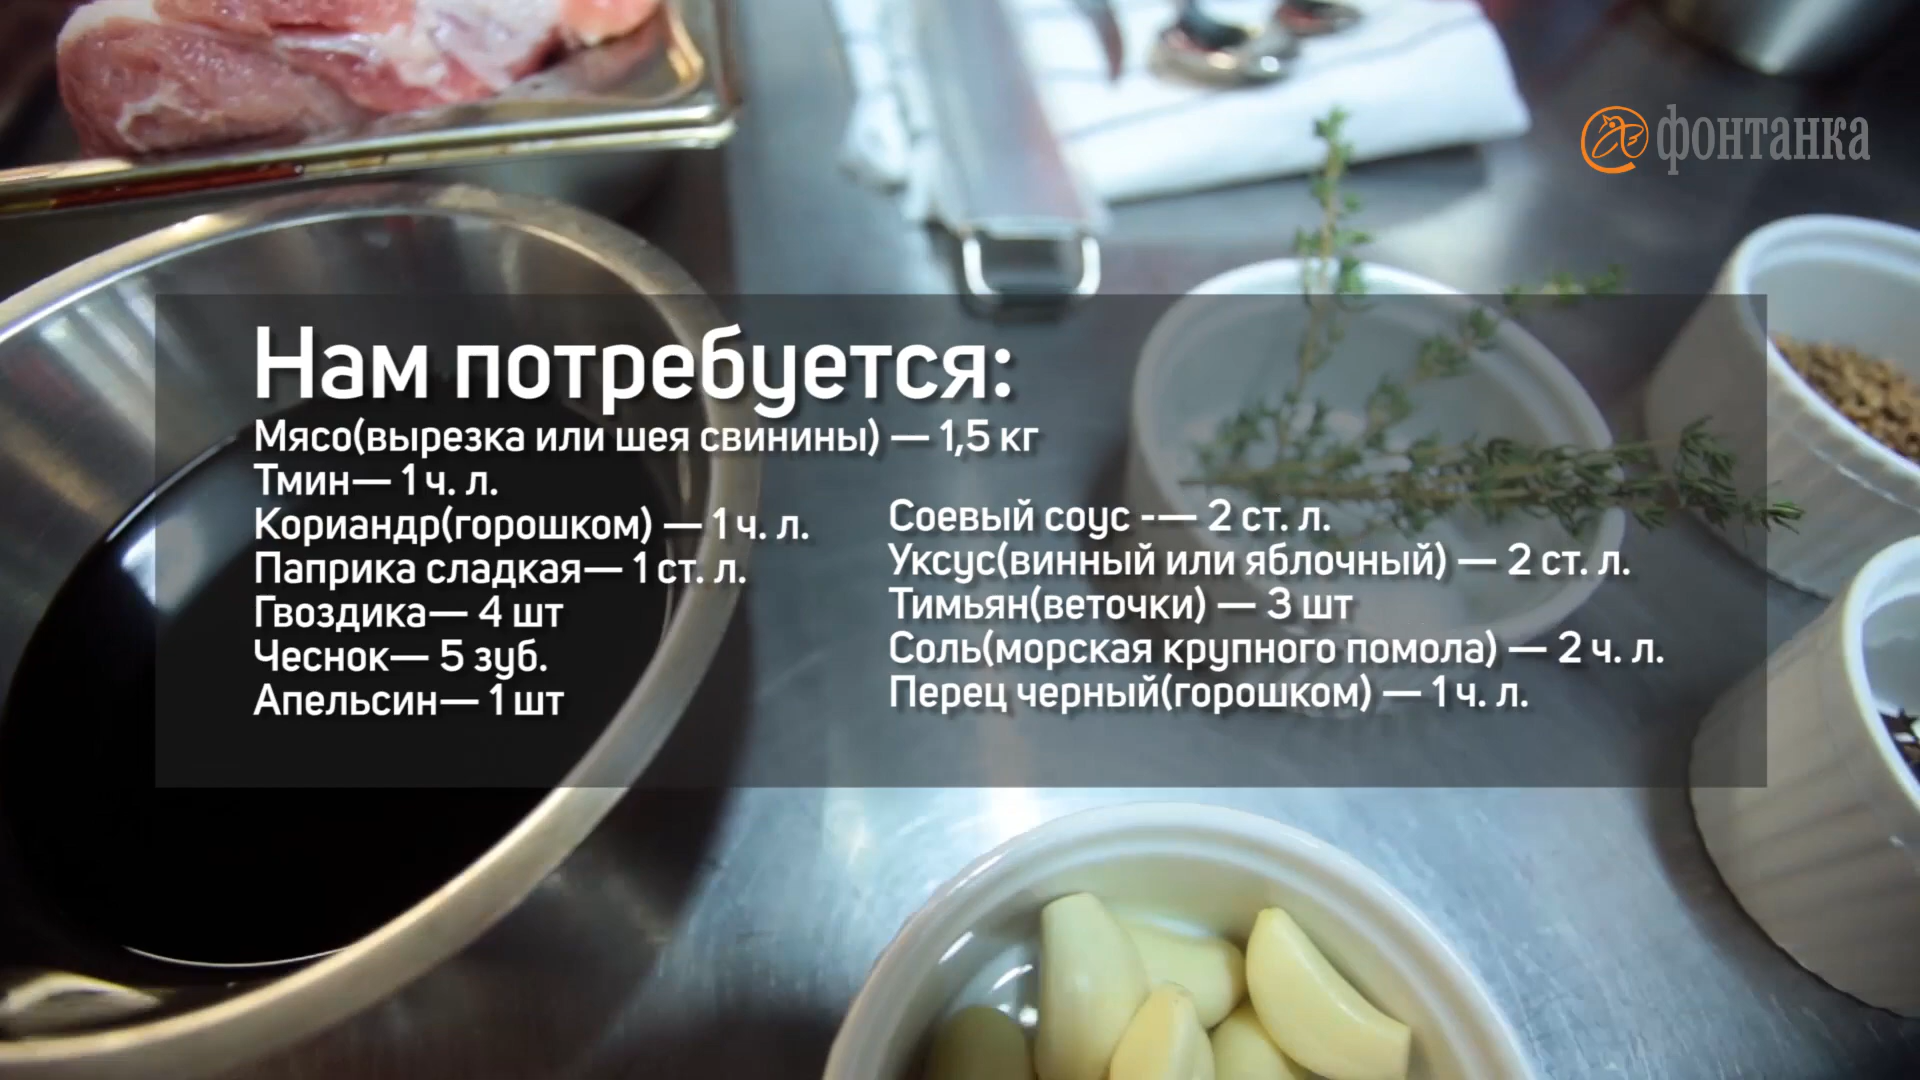 фонтанка
Нам потребуется:
Мясо(вырезка или шея свинины) — 1,5 кг
Тмин— 1 ч. л.
Кориандр(горошком) — 1 ч. л.
Паприка сладкая— 1 ст. л.
Гвоздика— 4 шт
Чеснок— 5 зуб.
Апельсин— 1 шт
Соевый соус -— 2 ст. л.
Уксус(винный или яблочный) — 2 ст. л.
Тимьян(веточки) — 3 шт
Соль(морская крупного помола) — 2 ч. л.
Перец черный(горошком) — 1 ч. л.